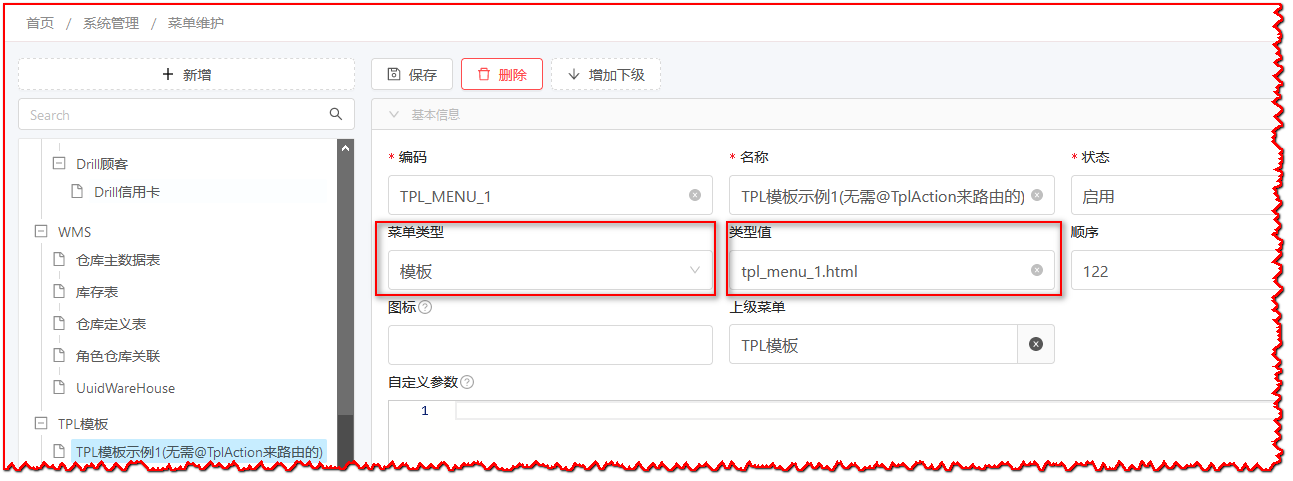 首页 / 系统管理 / 菜单维护
新增
保存
删除
增加下级
Search
基本信息
Drill顾客
Drill信用卡
WMS
仓库主数据表
库存表
仓库定义表
角色仓库关联
UuidWareHouse
TPL模板
TPL模板示例1(无需@TplAction来路由的)
* 编码
* 名称
* 状态
TPL_MENU_1
TPL模板示例1(无需@TplAction来路由的)
启用
菜单类型
类型值
顺序
模板
tpl_menu_1.html
122
图标
上级菜单
TPL模板
自定义参数
1